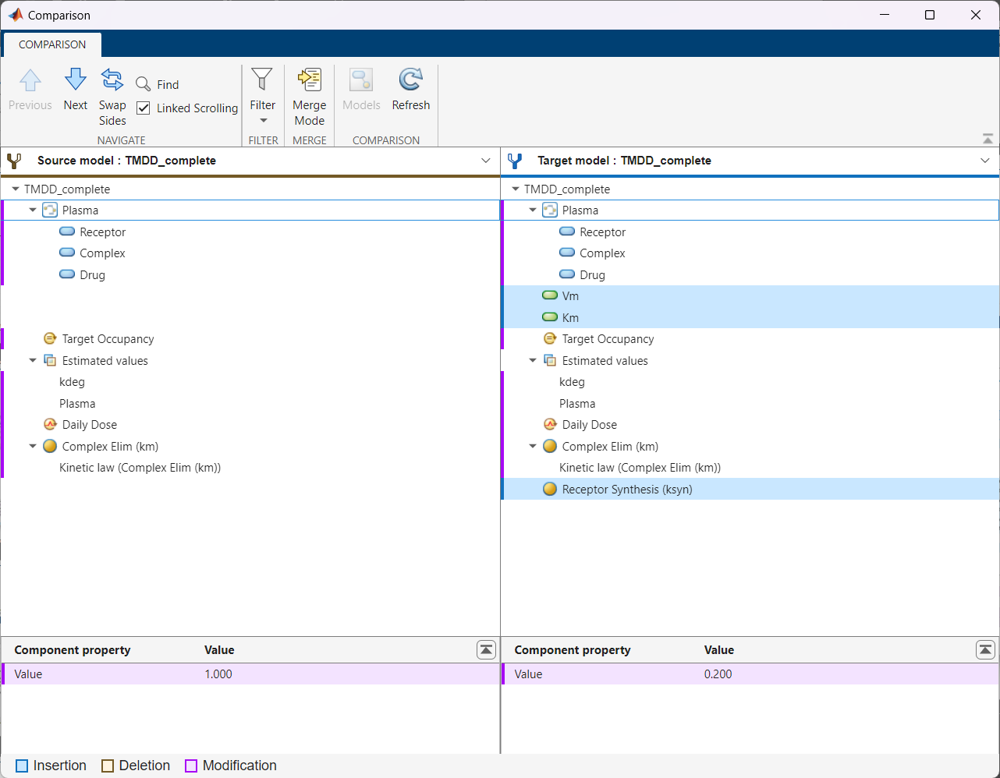 Comparison
COMPARISON
Previous
Next
Swap Sides
Find
Linked Scrolling
NAVIGATE
Filter
FILTER
Merge Mode
MERGE
Models
Refresh
COMPARISON
Source model : TMDD_complete
TMDD_complete
Plasma
Receptor
Complex
Drug
Target Occupancy
Estimated values
kdeg
Plasma
Daily Dose
Complex Elim (km)
Kinetic law (Complex Elim (km))
Target model : TMDD_complete
TMDD_complete
Plasma
Receptor
Complex
Drug
Vm
Km
Target Occupancy
Estimated values
kdeg
Plasma
Daily Dose
Complex Elim (km)
Kinetic law (Complex Elim (km))
Receptor Synthesis (ksyn)
Component property Value
Value 1.000
Component property Value
Value 0.200
Insertion Deletion Modification